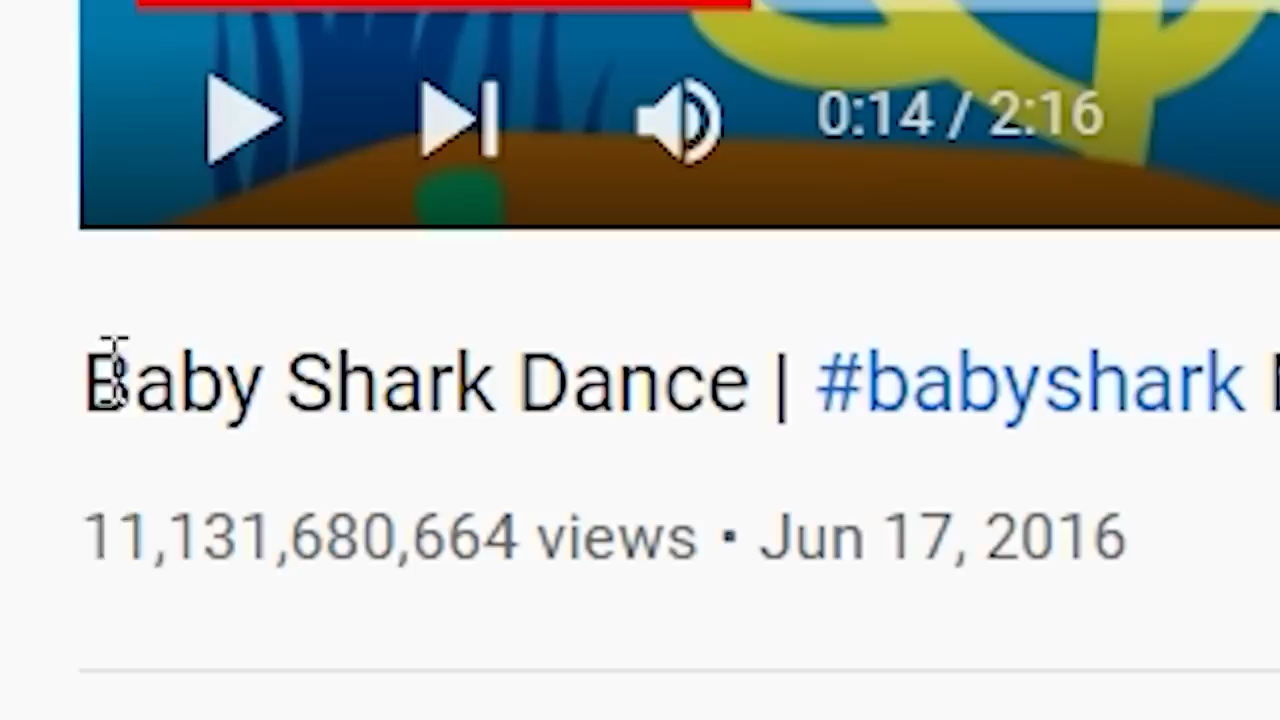 0:14 / 2:16
Baby Shark Dance | #babyshark
11,131,680,664 views • Jun 17, 2016